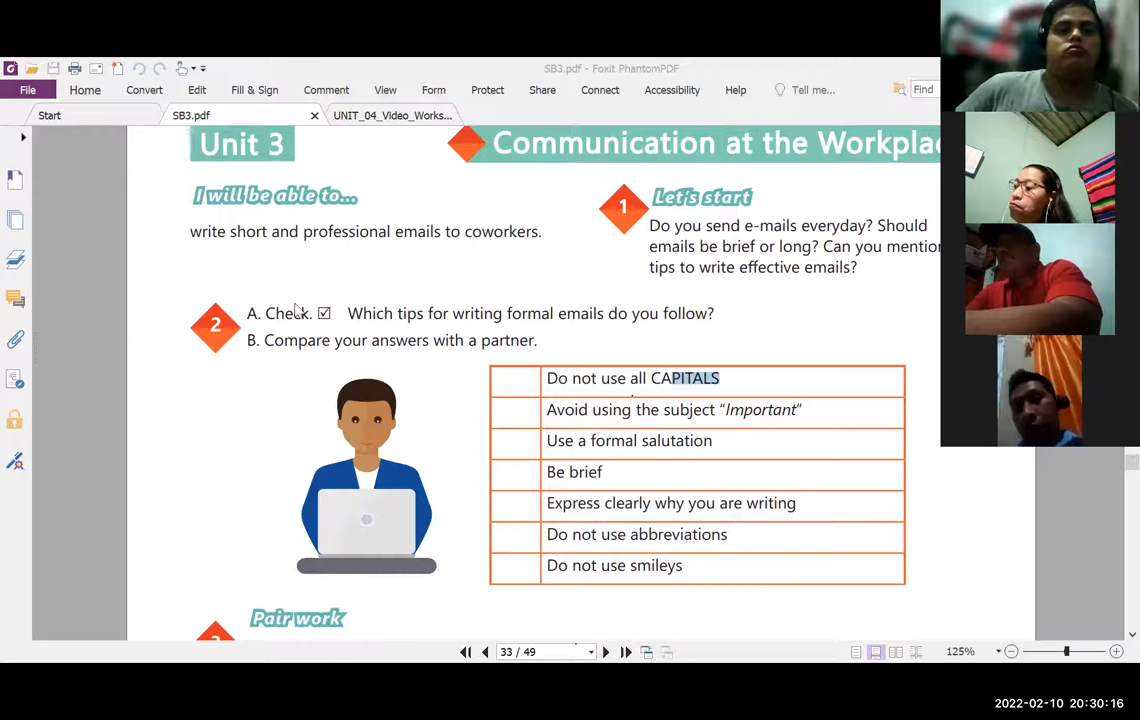 SB3.pdf - Foxit PhantomPDF
File Home Convert Edit Fill & Sign Comment View Form Protect Share Connect Accessibility Help Tell me... Find
Start SB3.pdf UNIT_04_Video_Works...
Unit 3
Communication at the Workplac
I will be able to...
write short and professional emails to coworkers.
1
Let's start
Do you send e-mails everyday? Should
emails be brief or long? Can you mention
tips to write effective emails?
2
A. Check. ☑ Which tips for writing formal emails do you follow?
B. Compare your answers with a partner.
Do not use all CAPITALS
Avoid using the subject "Important"
Use a formal salutation
Be brief
Express clearly why you are writing
Do not use abbreviations
Do not use smileys
Pair work
33 / 49
125%
2022-02-10 20:30:16